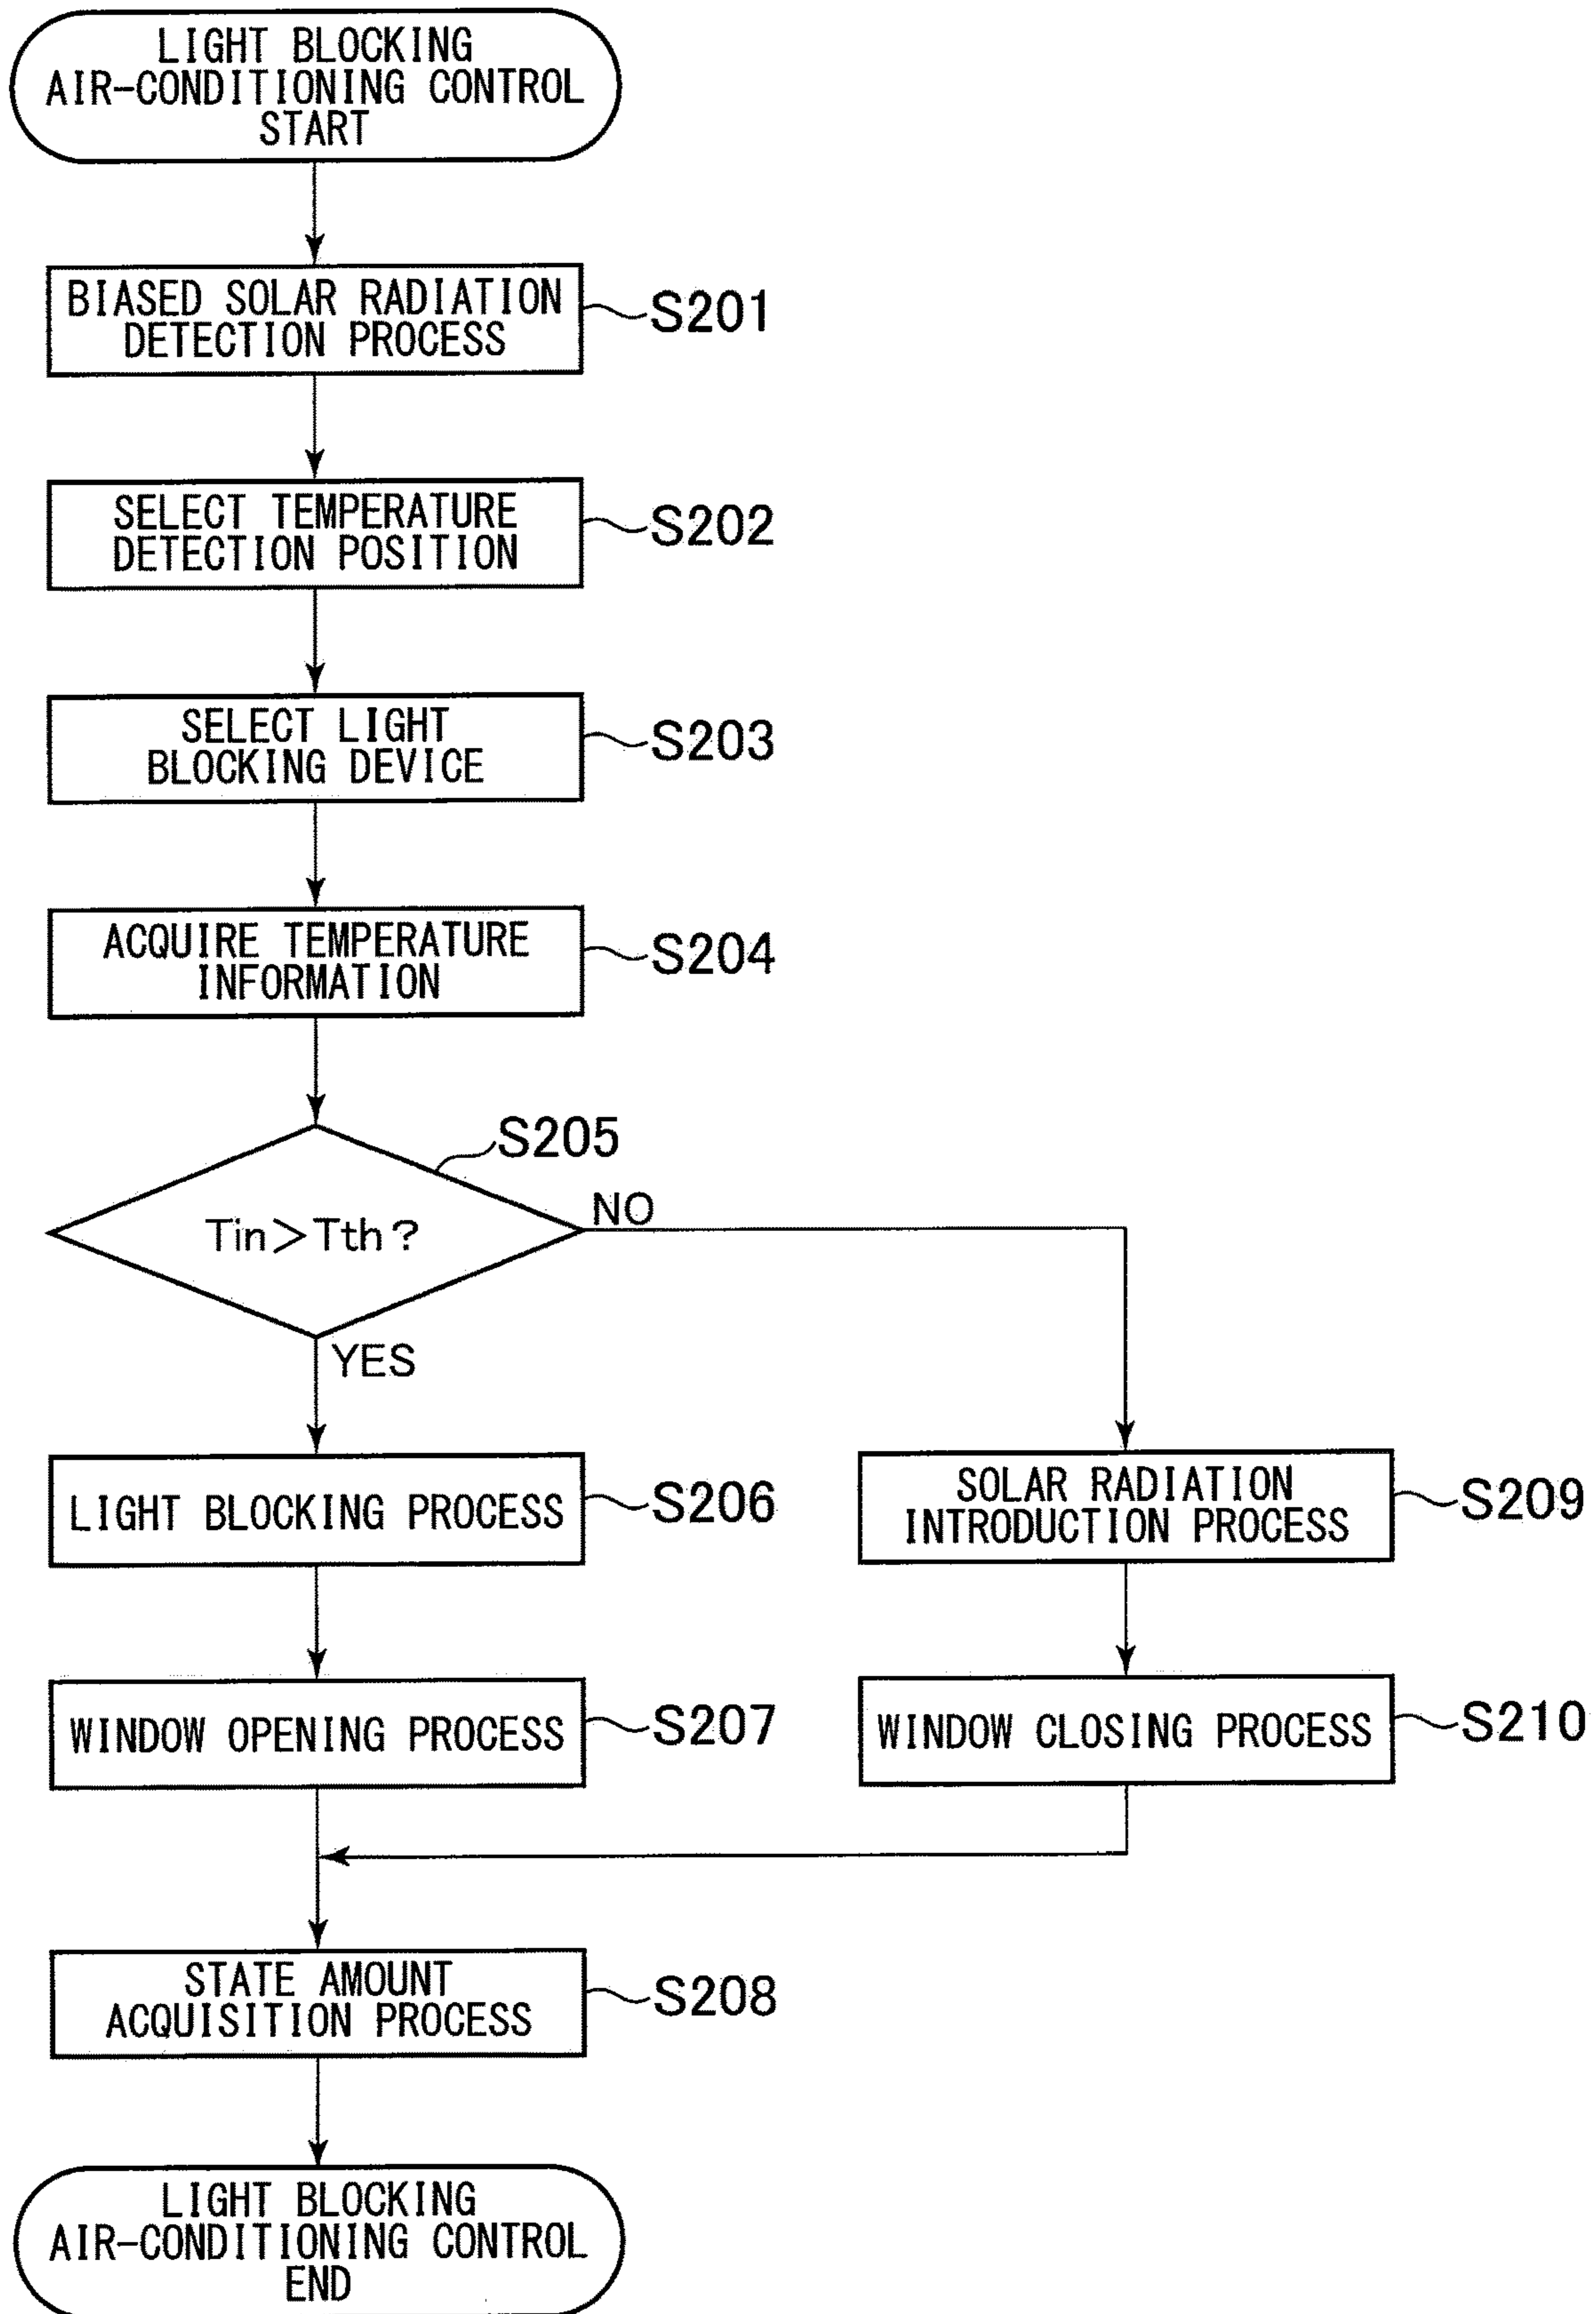 LIGHT BLOCKING
AIR-CONDITIONING CONTROL
START
BIASED SOLAR RADIATION
DETECTION PROCESS
S201
SELECT TEMPERATURE
DETECTION POSITION
S202
SELECT LIGHT
BLOCKING DEVICE
S203
ACQUIRE TEMPERATURE
INFORMATION
S204
S205
Tin>Tth?
NO
YES
LIGHT BLOCKING PROCESS
S206
SOLAR RADIATION
INTRODUCTION PROCESS
S209
WINDOW OPENING PROCESS
S207
WINDOW CLOSING PROCESS
S210
STATE AMOUNT
ACQUISITION PROCESS
S208
LIGHT BLOCKING
AIR-CONDITIONING CONTROL
END